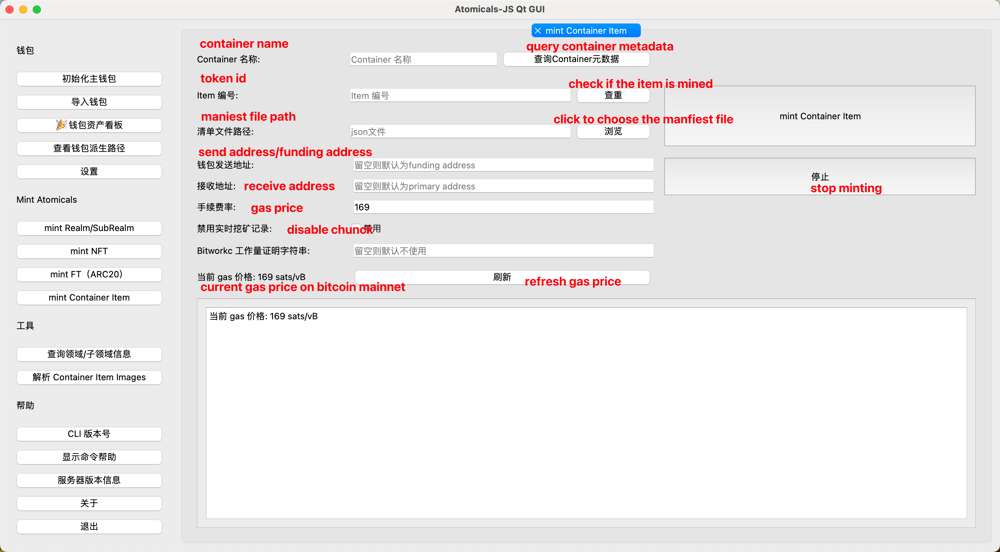 Atomicals-JS Qt GUI
钱包
初始化主钱包
导入钱包
🎉钱包资产看板
查看钱包派生路径
设置
Mint Atomicals
mint Realm/SubRealm
mint NFT
mint FT（ARC20）
mint Container Item
工具
查询领域/子领域信息
解析 Container Item Images
帮助
CLI 版本号
显示命令帮助
服务器版本信息
关于
退出
mint Container Item
container name
query container metadata
Container 名称:
Container 名称
查询Container元数据
token id
check if the item is mined
Item 编号:
Item 编号
查重
maniest file path
click to choose the manfiest file
清单文件路径:
json文件
浏览
mint Container Item
send address/funding address
钱包发送地址:
留空则默认为funding address
停止
stop minting
接收地址:
receive address
留空则默认为primary address
手续费率:
gas price
169
禁用实时挖矿记录:
disable chunck
禁用
Bitworkc 工作量证明字符串:
留空则默认不使用
当前 gas 价格: 169 sats/vB
刷新
refresh gas price
current gas price on bitcoin mainnet
当前 gas 价格: 169 sats/vB